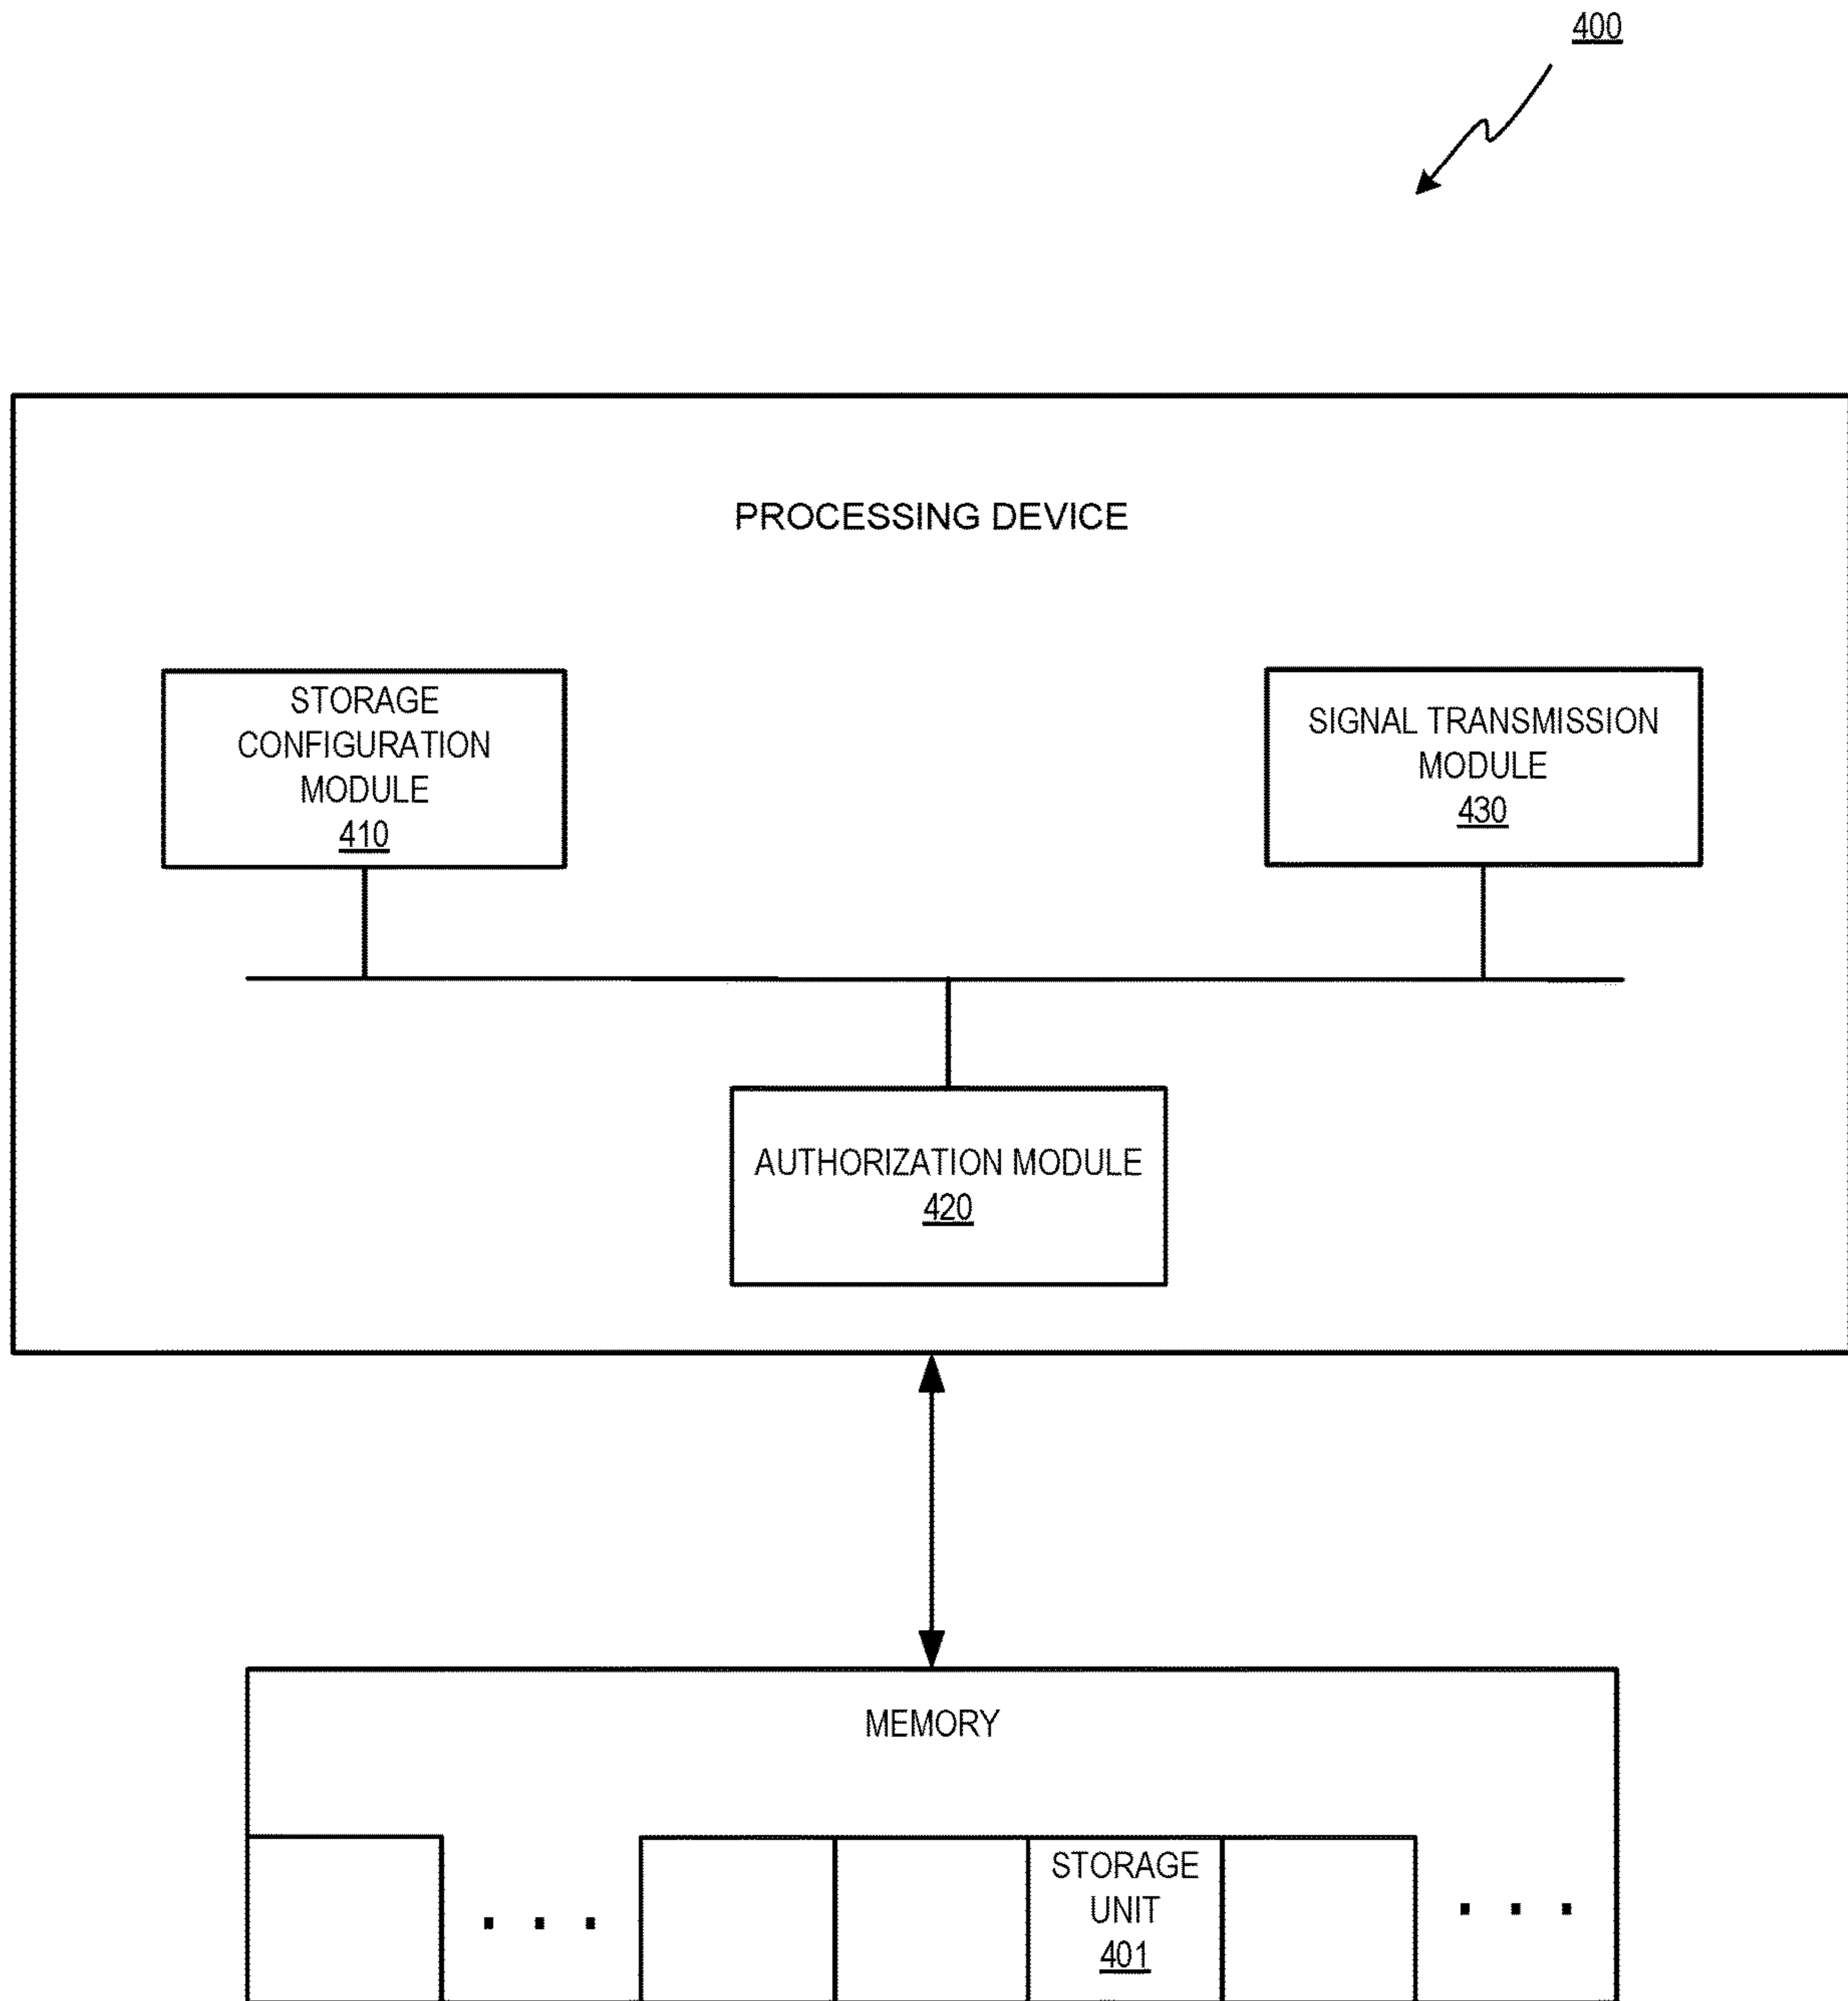 400
PROCESSING DEVICE
STORAGE
CONFIGURATION
MODULE
410
SIGNAL TRANSMISSION
MODULE
430
AUTHORIZATION MODULE
420
MEMORY
. . .
STORAGE
UNIT
401
. . .